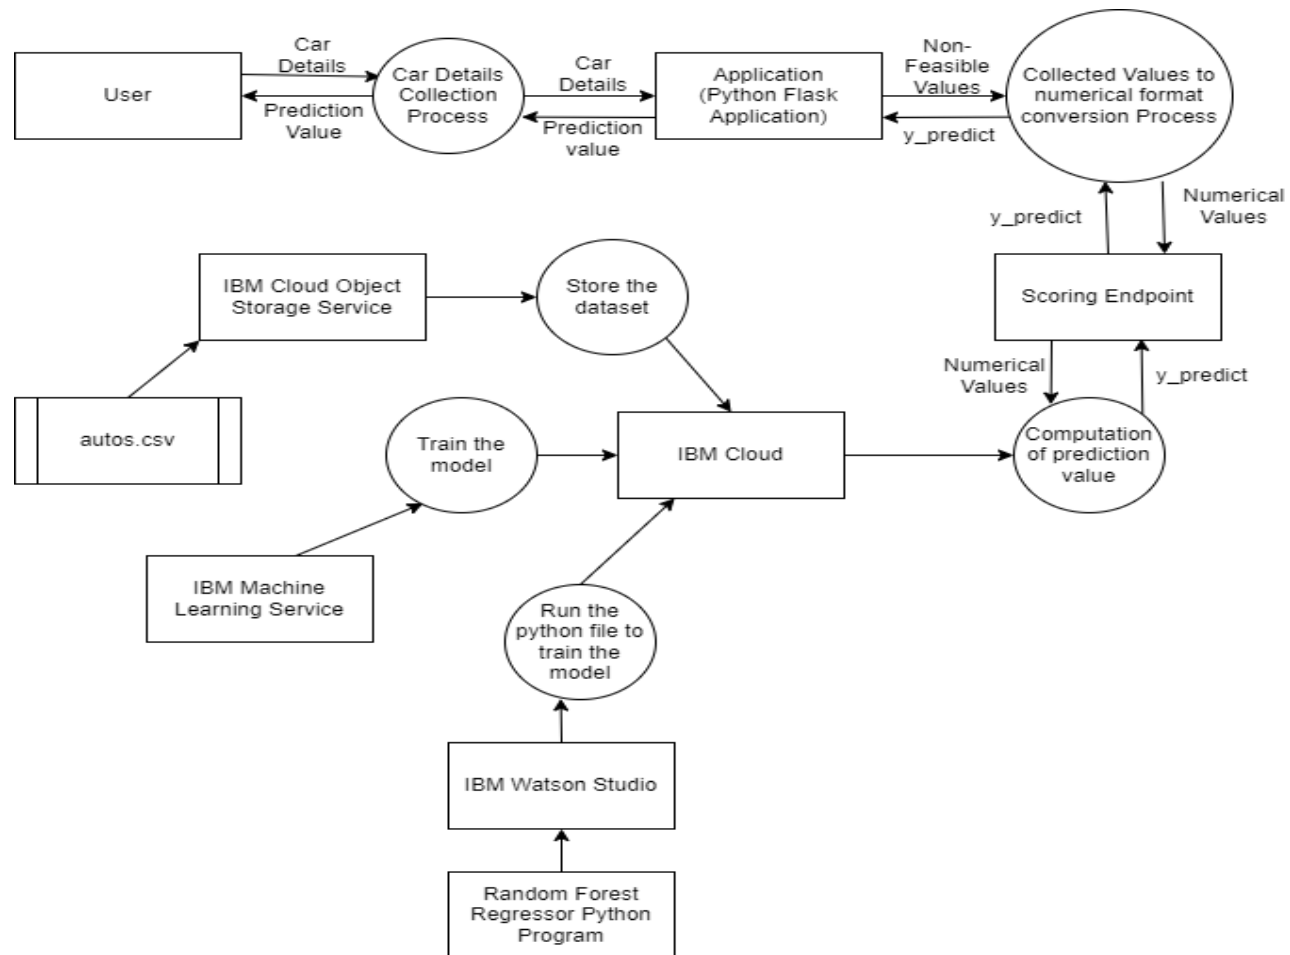 User
Car
Details
Prediction
Value
Car Details
Collection
Process
Car
Details
Prediction
value
Application
(Python Flask
Application)
Non-
Feasible
Values
y_predict
Collected Values to
numerical format
conversion Process
y_predict
Numerical
Values
IBM Cloud Object
Storage Service
Store the
dataset
Scoring Endpoint
Numerical
Values
y_predict
autos.csv
Train the
model
IBM Cloud
Computation
of prediction
value
IBM Machine
Learning Service
Run the
python file to
train the
model
IBM Watson Studio
Random Forest
Regressor Python
Program